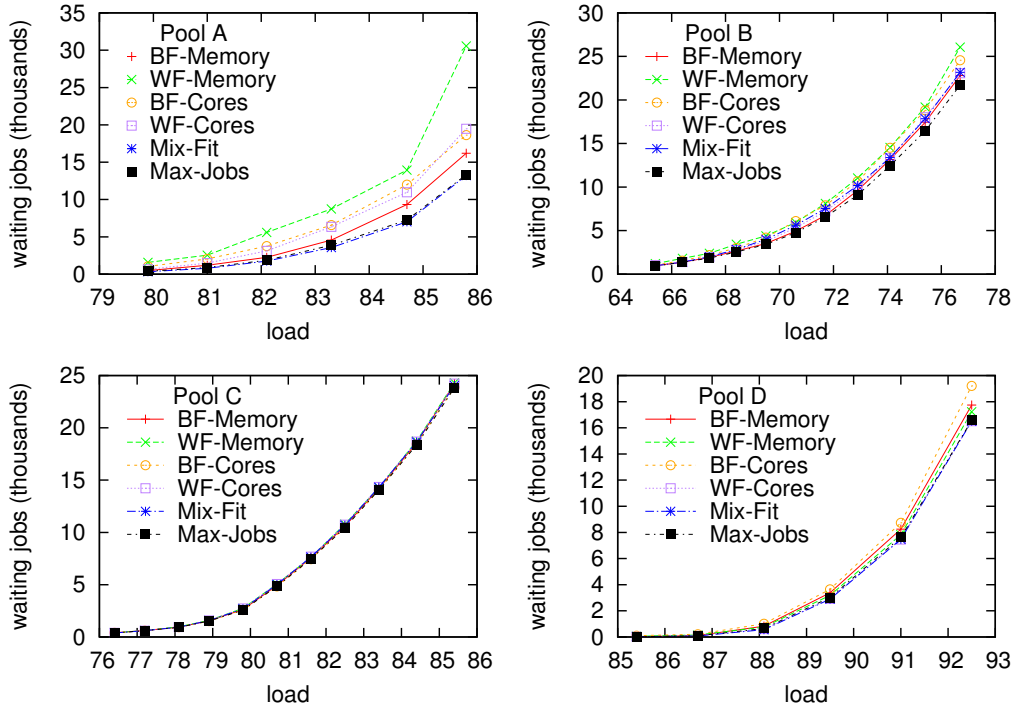 waiting jobs (thousands)
35
30
25
20
15
10
5
0
Pool A
BF-Memory
WF-Memory
BF-Cores
WF-Cores
Mix-Fit
Max-Jobs
79 80 81 82 83 84 85 86
load
waiting jobs (thousands)
30
25
20
15
10
5
0
Pool B
BF-Memory
WF-Memory
BF-Cores
WF-Cores
Mix-Fit
Max-Jobs
64 66 68 70 72 74 76 78
load
waiting jobs (thousands)
25
20
15
10
5
0
Pool C
BF-Memory
WF-Memory
BF-Cores
WF-Cores
Mix-Fit
Max-Jobs
76 77 78 79 80 81 82 83 84 85 86
load
waiting jobs (thousands)
20
18
16
14
12
10
8
6
4
2
0
Pool D
BF-Memory
WF-Memory
BF-Cores
WF-Cores
Mix-Fit
Max-Jobs
85 86 87 88 89 90 91 92 93
load